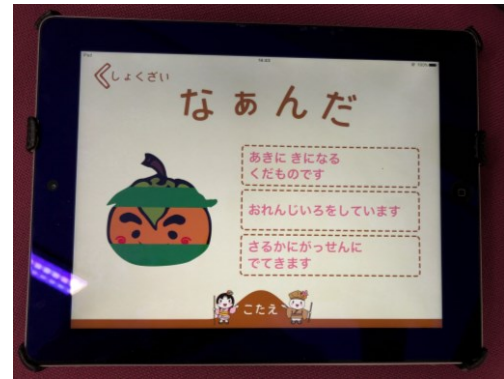 iPad
しょくざい
なぁんだ
あきに きになる
くだものです
おれんじいろをしています
さるかにがっせんに
でてきます
こたえ